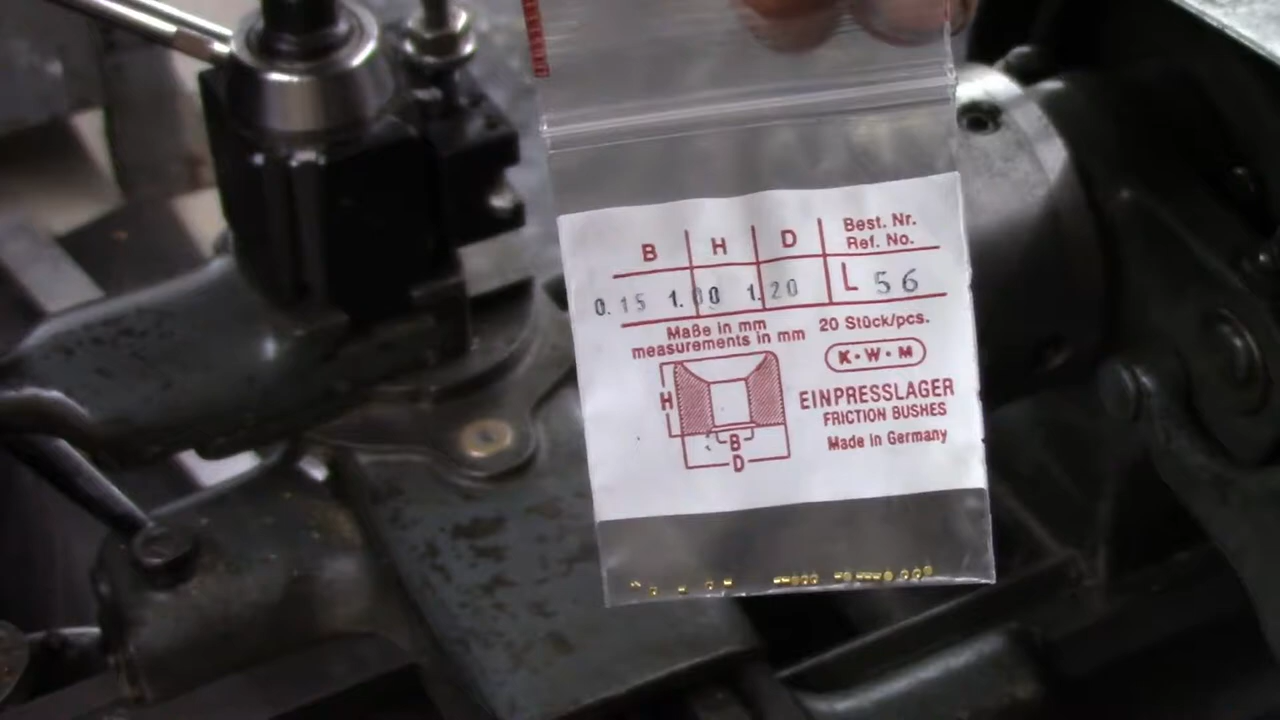 B H D Best. Nr.
Ref. No.
0.15 1.00 1.20 L 56
Maße in mm
measurements in mm
20 Stück/pcs.
K•W•M
H
B
D
EINPRESSLAGER
FRICTION BUSHES
Made in Germany